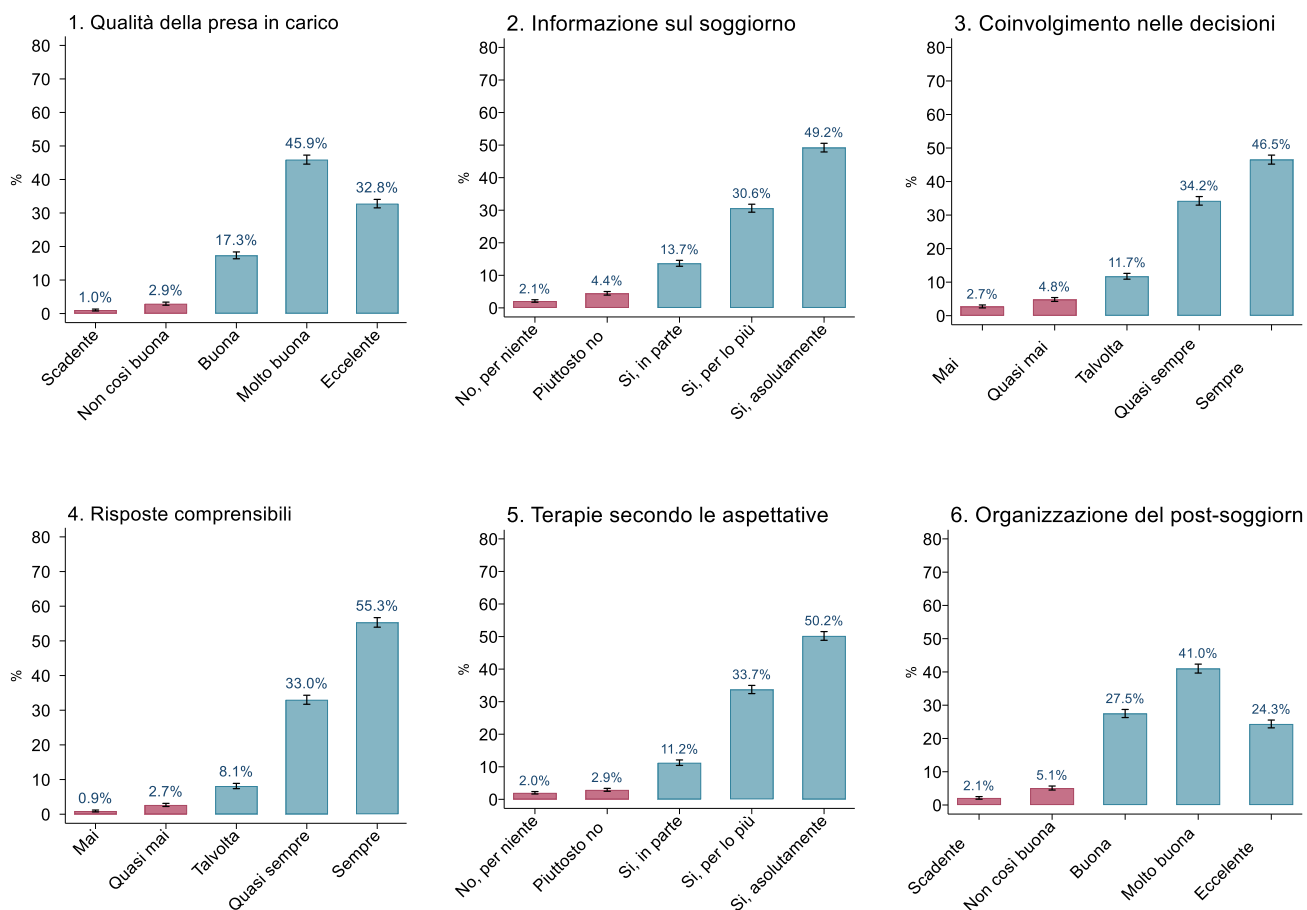 1. Qualità della presa in carico
80
70
60
50
40
30
20
10
0
%
1.0%
2.9%
17.3%
45.9%
32.8%
Scadente
Non così buona
Buona
Molto buona
Eccelente
2. Informazione sul soggiorno
80
70
60
50
40
30
20
10
0
%
2.1%
4.4%
13.7%
30.6%
49.2%
No, per niente
Piuttosto no
Si, in parte
Si, per lo più
Si, asolutamente
3. Coinvolgimento nelle decisioni
80
70
60
50
40
30
20
10
0
%
2.7%
4.8%
11.7%
34.2%
46.5%
Mai
Quasi mai
Talvolta
Quasi sempre
Sempre
4. Risposte comprensibili
80
70
60
50
40
30
20
10
0
%
0.9%
2.7%
8.1%
33.0%
55.3%
Mai
Quasi mai
Talvolta
Quasi sempre
Sempre
5. Terapie secondo le aspettative
80
70
60
50
40
30
20
10
0
%
2.0%
2.9%
11.2%
33.7%
50.2%
No, per niente
Piuttosto no
Si, in parte
Si, per lo più
Si, asolutamente
6. Organizzazione del post-soggiorn
80
70
60
50
40
30
20
10
0
%
2.1%
5.1%
27.5%
41.0%
24.3%
Scadente
Non così buona
Buona
Molto buona
Eccelente